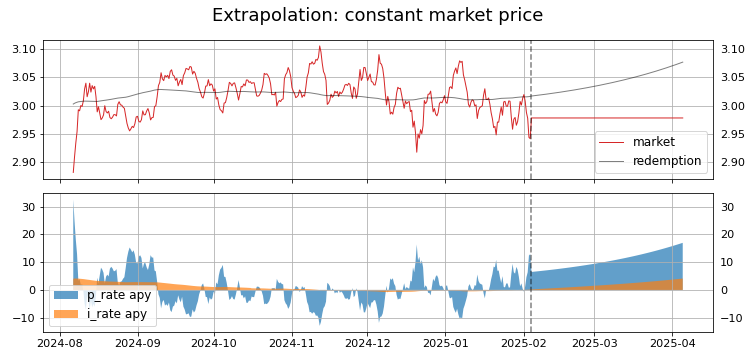 Extrapolation: constant market price
3.10 3.10
3.05 3.05
3.00 3.00
2.95 2.95
2.90 2.90
market
redemption
30 30
20 20
10 10
0 0
−10 −10
p_rate apy
i_rate apy
2024-08 2024-09 2024-10 2024-11 2024-12 2025-01 2025-02 2025-03 2025-04